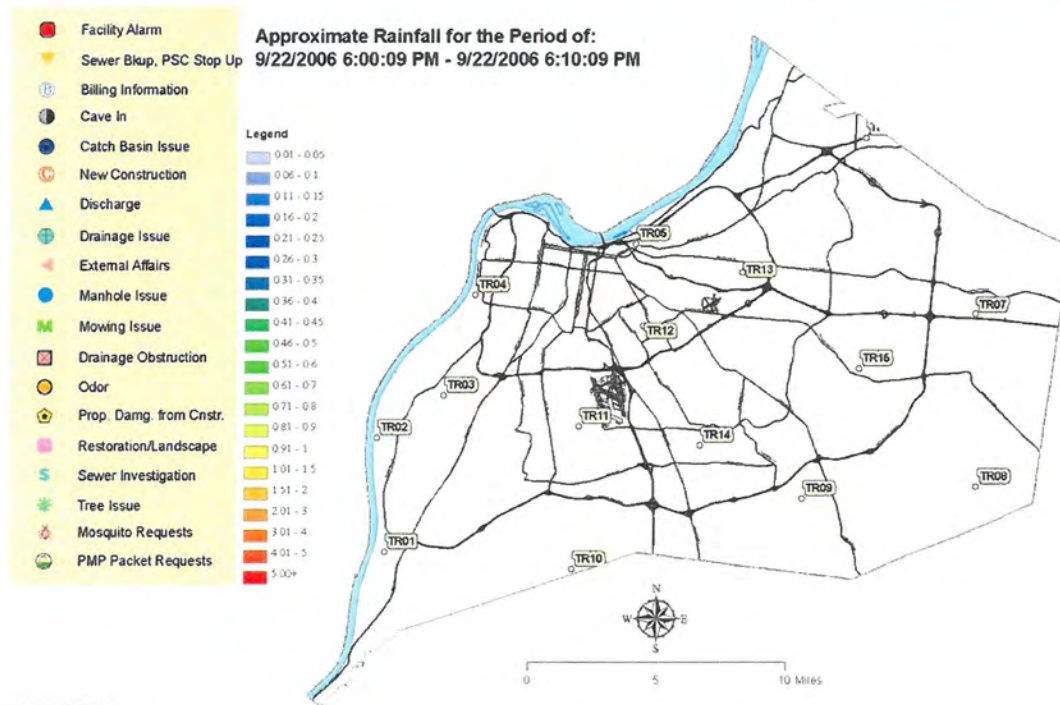 Facility Alarm
Sewer Bkup, PSC Stop Up
Billing Information
Cave In
Catch Basin Issue
New Construction
Discharge
Drainage Issue
External Affairs
Manhole Issue
Mowing Issue
Drainage Obstruction
Odor
Prop. Damg. from Cnstr.
Restoration/Landscape
Sewer Investigation
Tree Issue
Mosquito Requests
PMP Packet Requests
B
C
M
S
Approximate Rainfall for the Period of:
9/22/2006 6:00:09 PM - 9/22/2006 6:10:09 PM
Legend
0.01 - 0.05
0.06 - 0.1
0.11 - 0.15
0.16 - 0.2
0.21 - 0.25
0.26 - 0.3
0.31 - 0.35
0.36 - 0.4
0.41 - 0.45
0.46 - 0.5
0.51 - 0.6
0.61 - 0.7
0.71 - 0.8
0.81 - 0.9
0.91 - 1
1.01 - 1.5
1.51 - 2
2.01 - 3
3.01 - 4
4.01 - 5
5.00+
TR05
TR13
TR04
TR07
TR12
TR15
TR03
TR11
TR02
TR14
TR08
TR09
TR01
TR10
N
W E
S
0 5 10 Miles